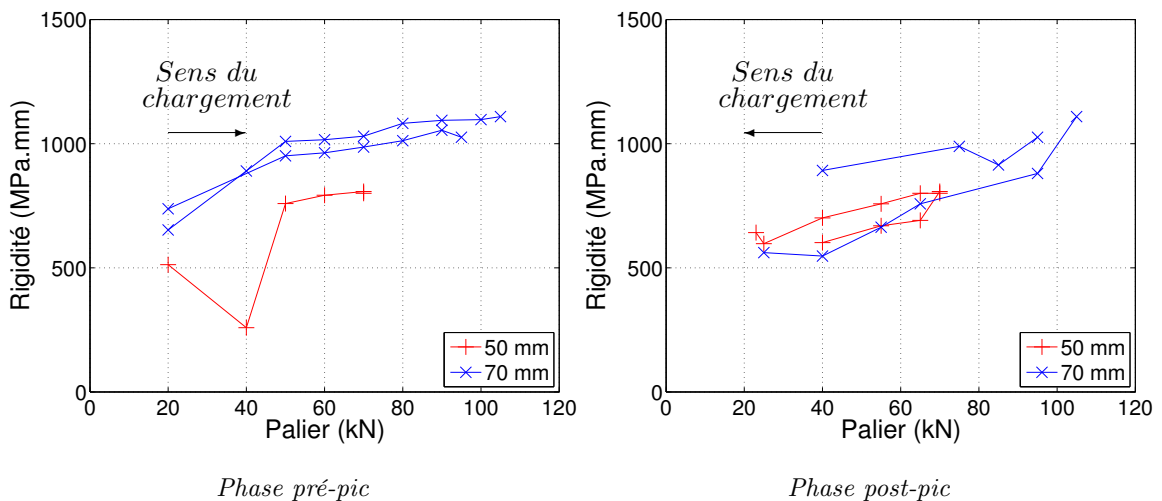 1500
1000
500
0
0
20
40
60
80
100
120
Rigidité (MPa.mm)
Palier (kN)
Sens du
chargement
50 mm
70 mm
Phase pré-pic
1500
1000
500
0
0
20
40
60
80
100
120
Rigidité (MPa.mm)
Palier (kN)
Sens du
chargement
50 mm
70 mm
Phase post-pic